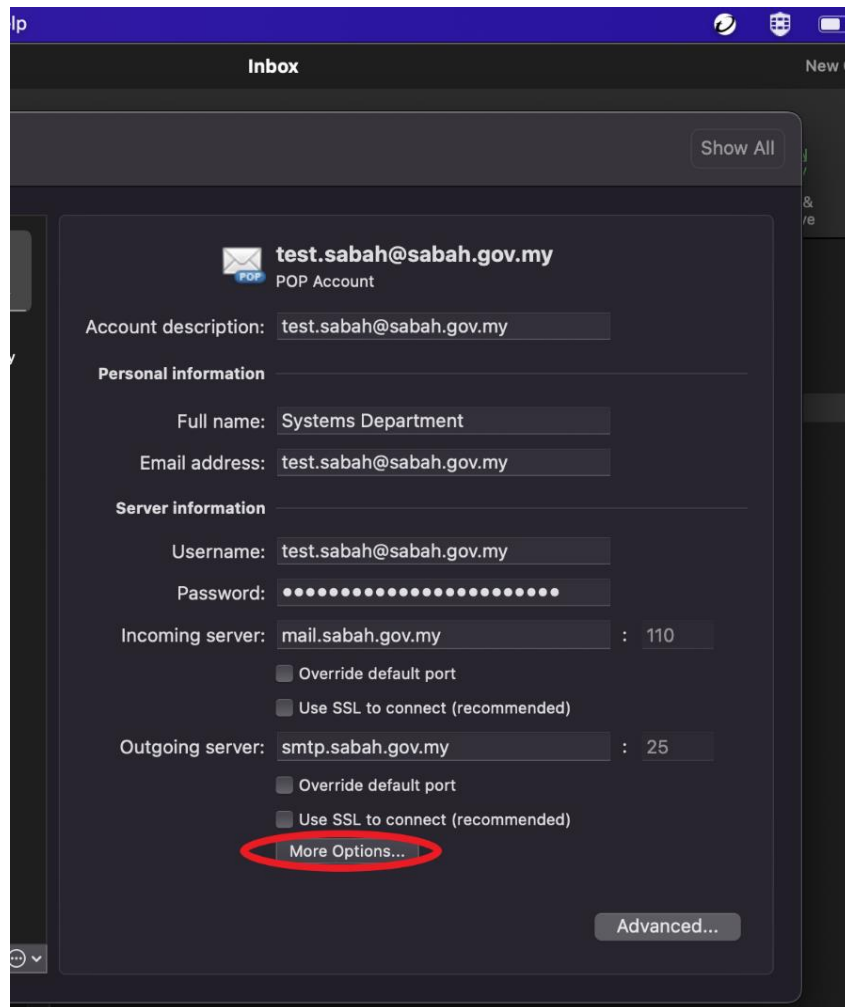 lp
Inbox
New
Show All
&
test.sabah@sabah.gov.my
POP
POP Account
Account description: test.sabah@sabah.gov.my
Personal information
Full name: Systems Department
Email address: test.sabah@sabah.gov.my
Server information
Username: test.sabah@sabah.gov.my
Password: ••••••••••••••••••••••••
Incoming server: mail.sabah.gov.my : 110
Override default port
Use SSL to connect (recommended)
Outgoing server: smtp.sabah.gov.my : 25
Override default port
Use SSL to connect (recommended)
More Options...
Advanced...